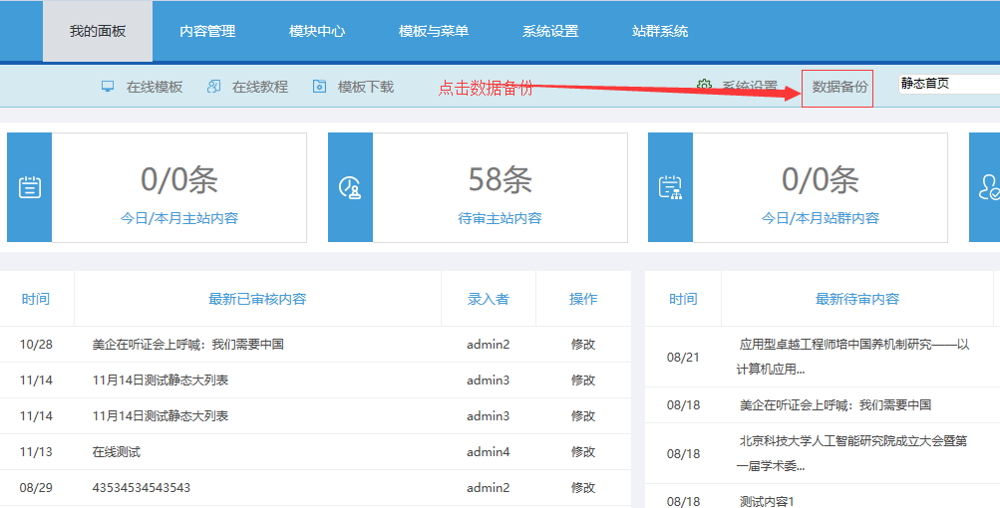 我的面板 内容管理 模块中心 模板与菜单 系统设置 站群系统
在线模板 在线教程 模板下载 点击数据备份 系统设置 数据备份 静态首页
0/0条 58条 0/0条
今日/本月主站内容 待审主站内容 今日/本月站群内容
时间 最新已审核内容 录入者 操作
10/28 美企在听证会上呼喊：我们需要中国 admin2 修改
11/14 11月14日测试静态大列表 admin3 修改
11/14 11月14日测试静态大列表 admin3 修改
11/13 在线测试 admin4 修改
08/29 43534534543543 admin2 修改
时间 最新待审内容
08/21 应用型卓越工程师培中国养机制研究——以
计算机应用...
08/18 美企在听证会上呼喊：我们需要中国
08/18 北京科技大学人工智能研究院成立大会暨第
一届学术委...
08/18 测试内容1